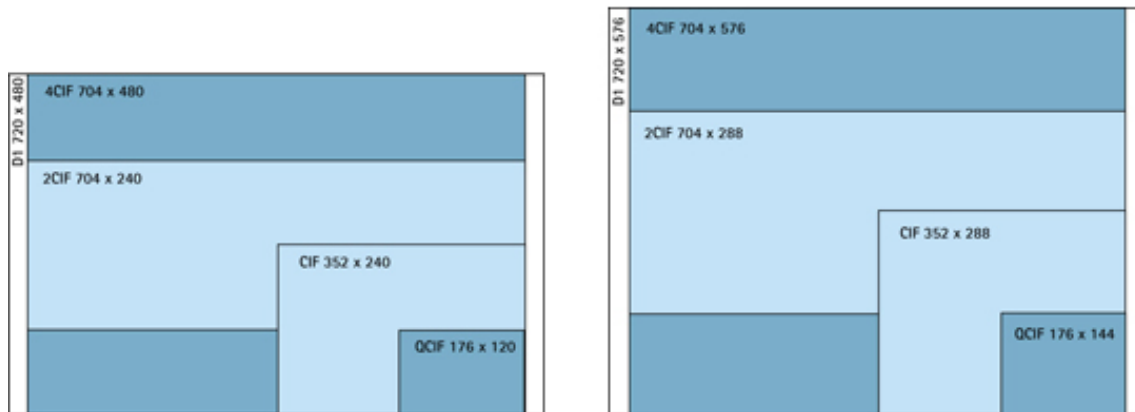 D1 720 x 480
4CIF 704 x 480
2CIF 704 x 240
CIF 352 x 240
QCIF 176 x 120
D1 720 x 576
4CIF 704 x 576
2CIF 704 x 288
CIF 352 x 288
QCIF 176 x 144